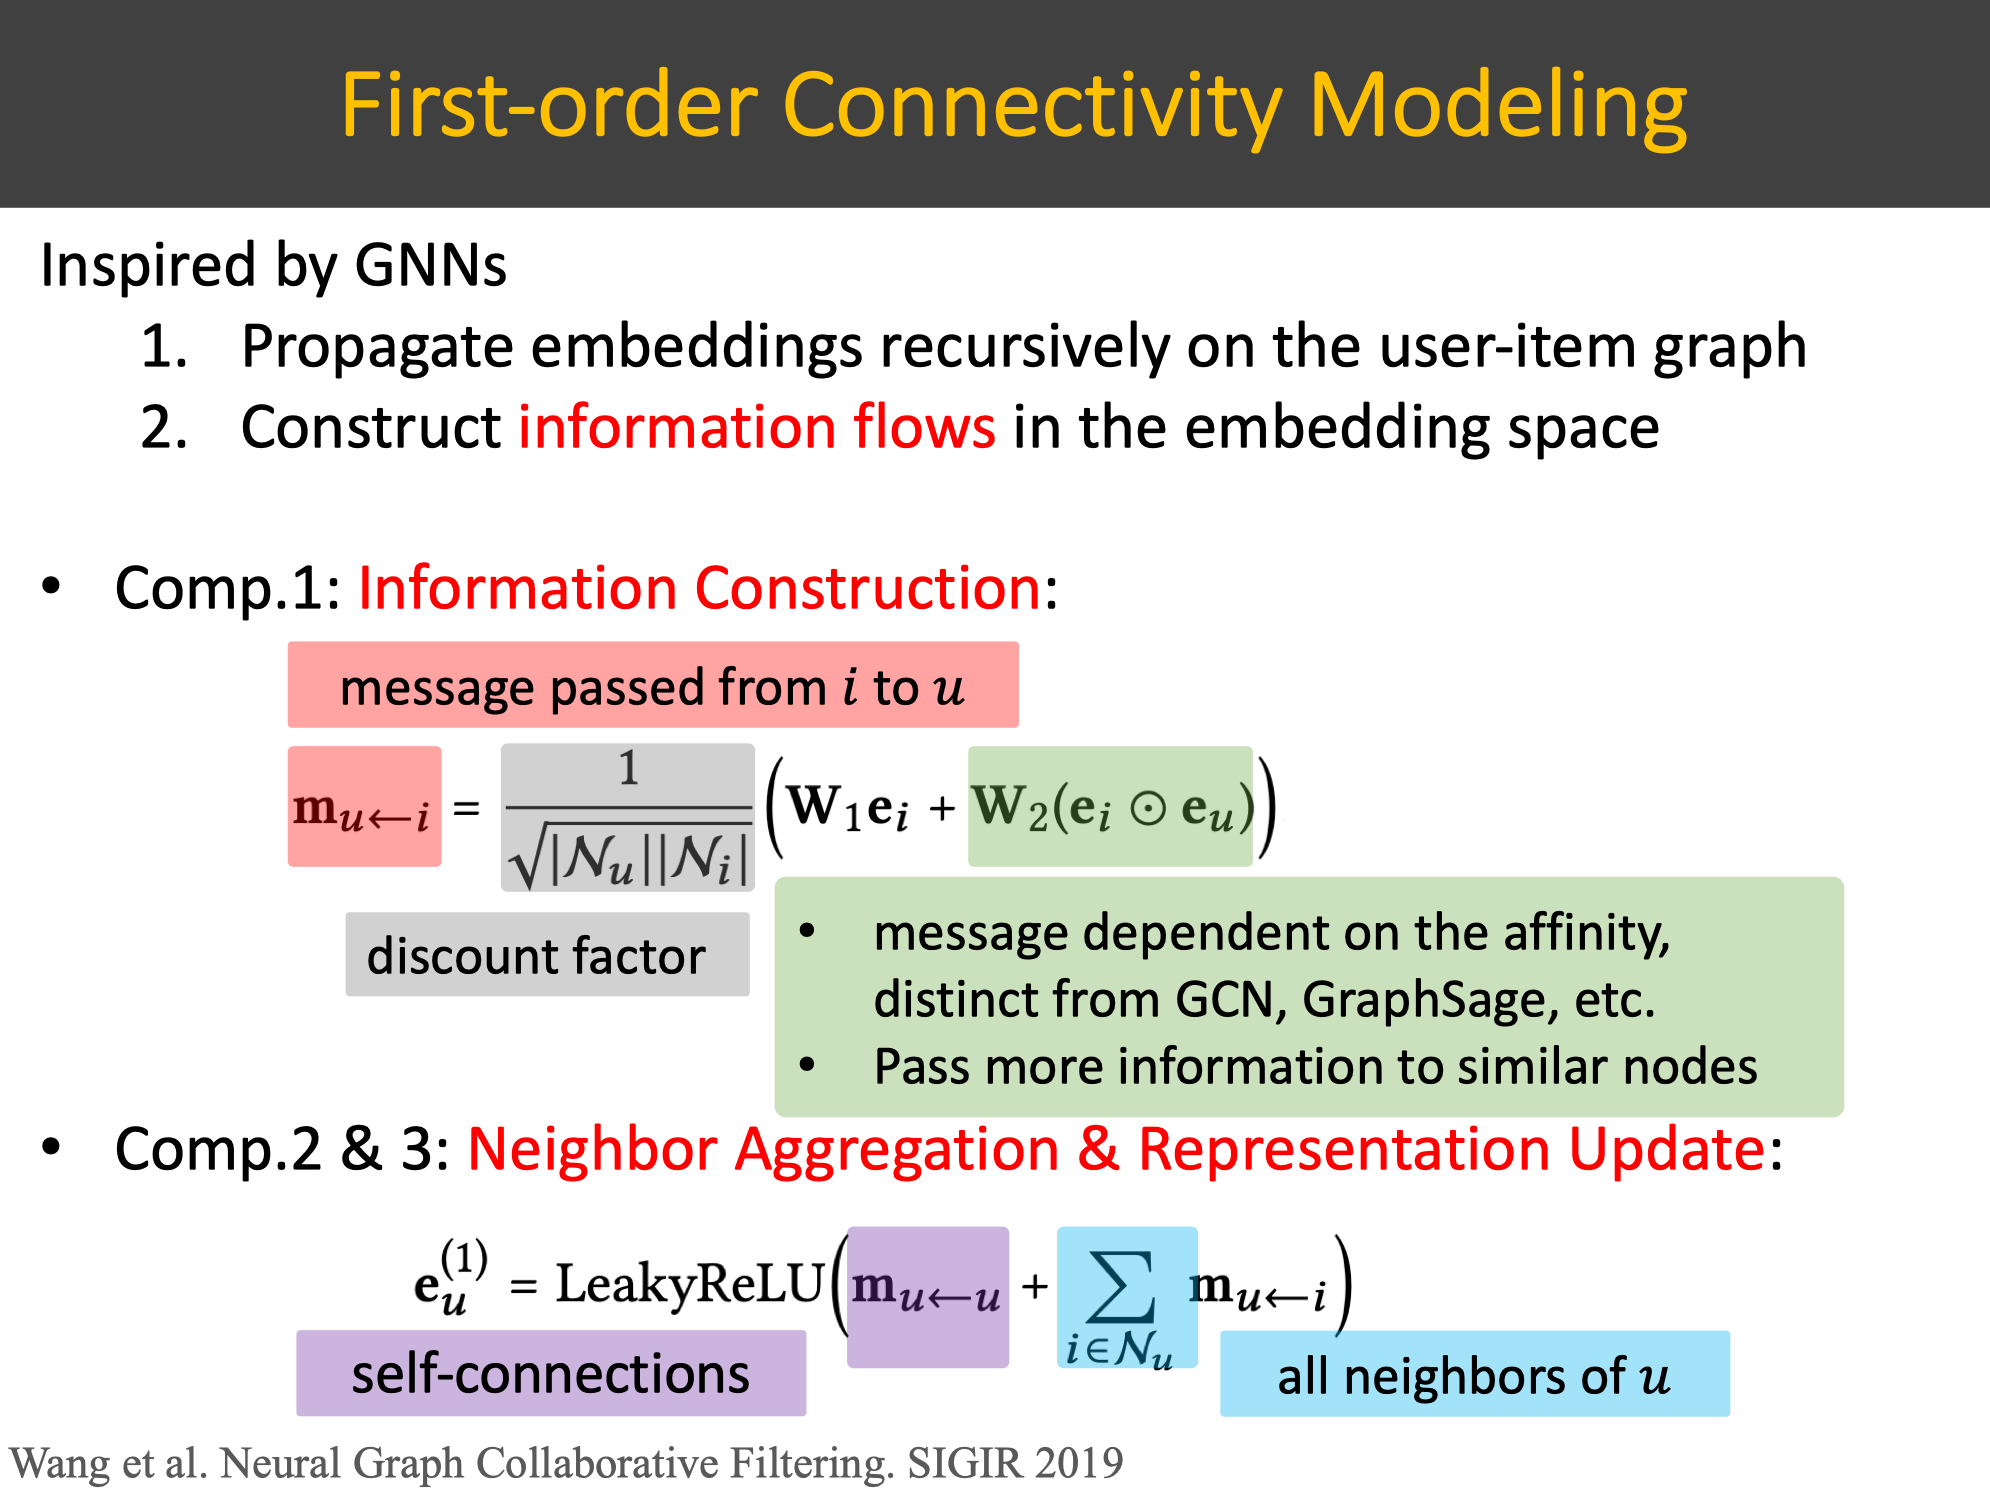 First-order Connectivity Modeling
Inspired by GNNs
1. Propagate embeddings recursively on the user-item graph
2. Construct information flows in the embedding space
• Comp.1: Information Construction:
message passed from i to u
m_{u←i} = \frac{1}{\sqrt{|𝒩_u||𝒩_i|}} (W_1 e_i + W_2(e_i ⊙ e_u))
discount factor
• message dependent on the affinity,
distinct from GCN, GraphSage, etc.
• Pass more information to similar nodes
• Comp.2 & 3: Neighbor Aggregation & Representation Update:
e_u^{(1)} = LeakyReLU(m_{u←u} + \sum_{i∈𝒩_u} m_{u←i})
self-connections
all neighbors of u
Wang et al. Neural Graph Collaborative Filtering. SIGIR 2019